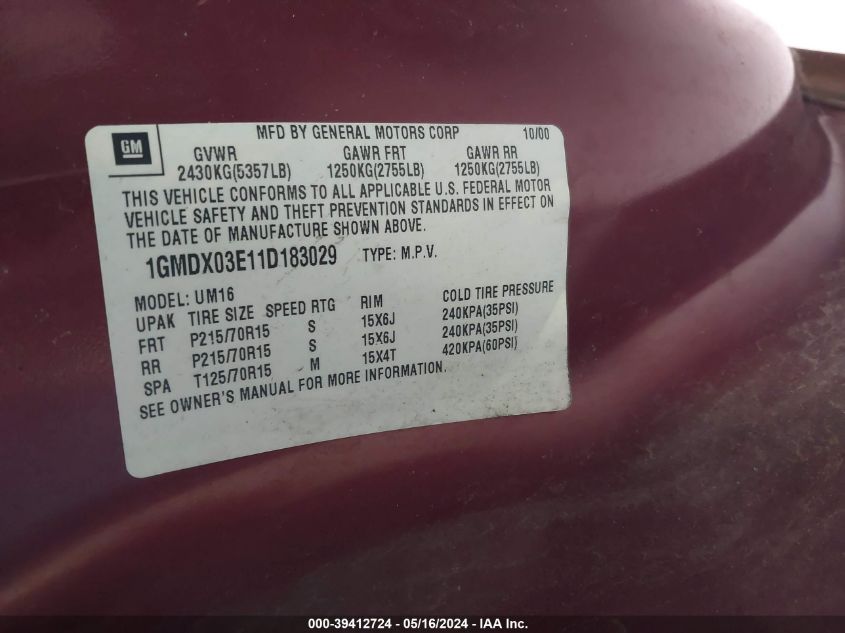 GM
MFD BY GENERAL MOTORS CORP 10/00
GVWR GAWR FRT GAWR RR
2430KG(5357LB) 1250KG(2755LB) 1250KG(2755LB)
THIS VEHICLE CONFORMS TO ALL APPLICABLE U.S. FEDERAL MOTOR
VEHICLE SAFETY AND THEFT PREVENTION STANDARDS IN EFFECT ON
THE DATE OF MANUFACTURE SHOWN ABOVE.
1GMDX03E11D183029 TYPE: M.P.V.
MODEL: UM16
UPAK TIRE SIZE SPEED RTG RIM COLD TIRE PRESSURE
FRT P215/70R15 S 15X6J 240KPA(35PSI)
RR P215/70R15 S 15X6J 240KPA(35PSI)
SPA T125/70R15 M 15X4T 420KPA(60PSI)
SEE OWNER'S MANUAL FOR MORE INFORMATION.
000-39412724 / 05/16/2024 - IAA Inc.